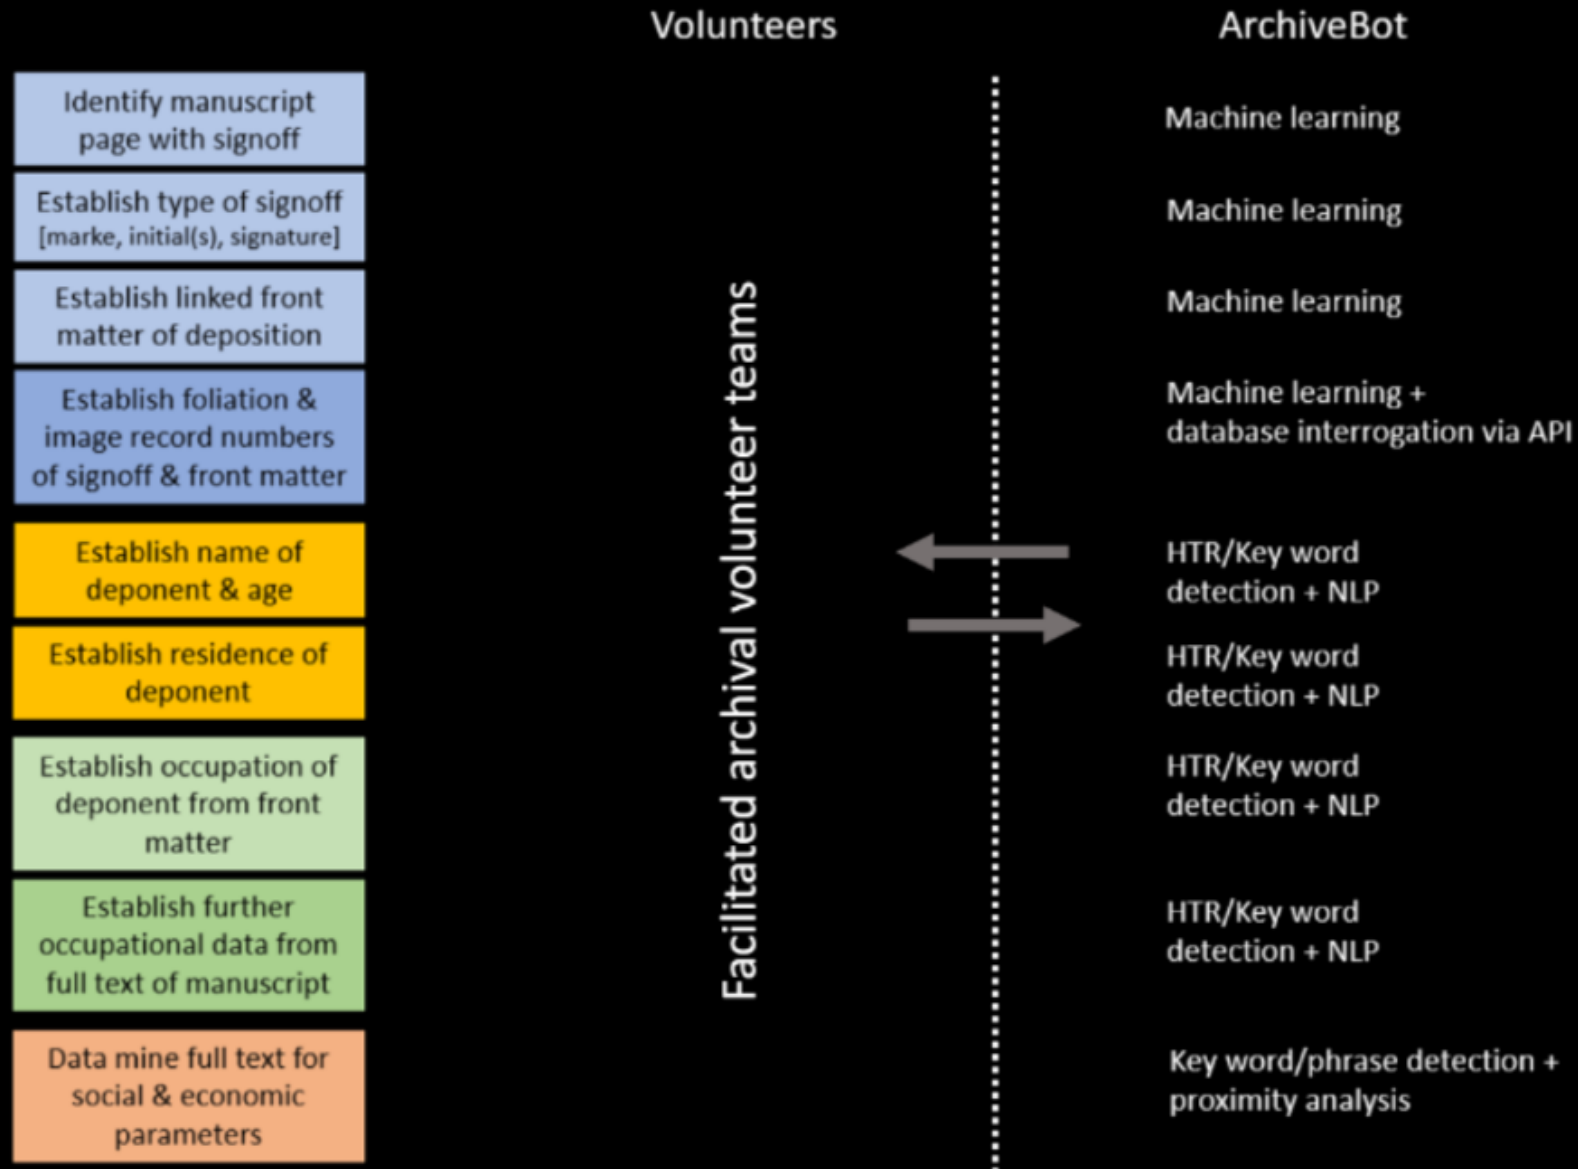 Volunteers
ArchiveBot
Identify manuscript
page with signoff
Machine learning
Establish type of signoff
[marke, initial(s), signature]
Machine learning
Establish linked front
matter of deposition
Machine learning
Establish foliation &
image record numbers
of signoff & front matter
Machine learning +
database interrogation via API
Facilitated archival volunteer teams
Establish name of
deponent & age
HTR/Key word
detection + NLP
Establish residence of
deponent
HTR/Key word
detection + NLP
Establish occupation of
deponent from front
matter
HTR/Key word
detection + NLP
Establish further
occupational data from
full text of manuscript
HTR/Key word
detection + NLP
Data mine full text for
social & economic
parameters
Key word/phrase detection +
proximity analysis